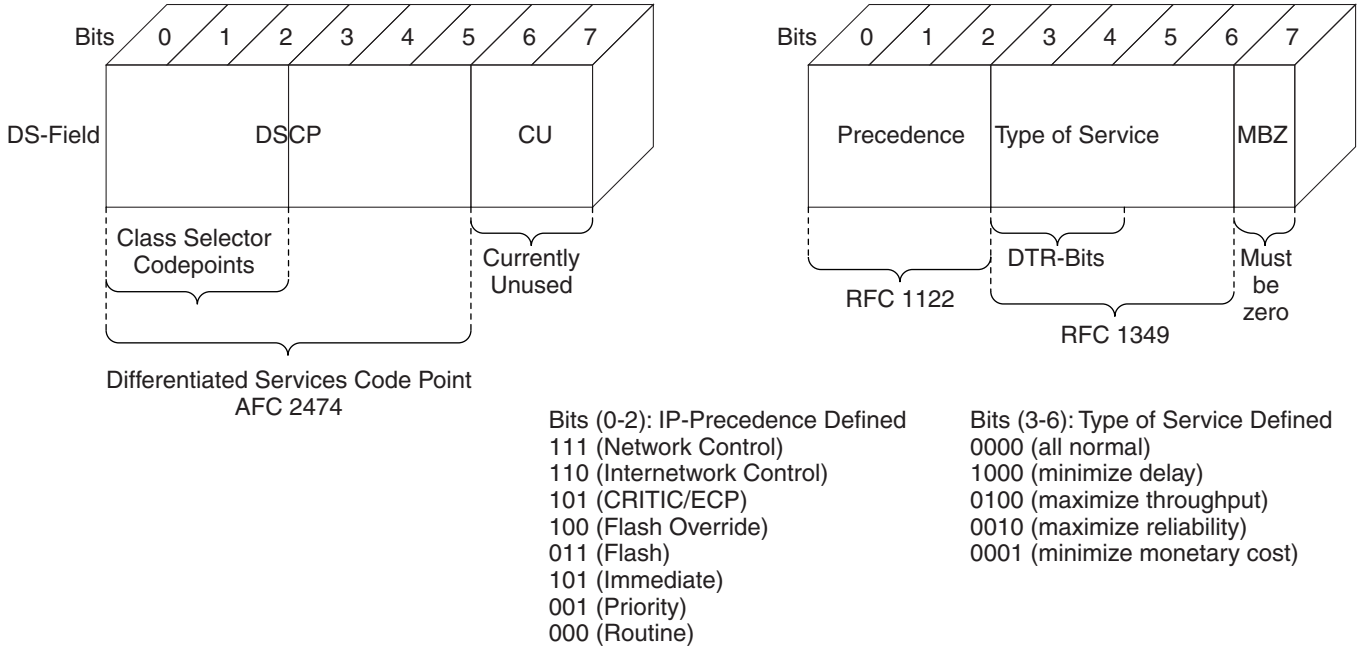 Bits 0 1 2 3 4 5 6 7
DS-Field
DSCP
CU
Class Selector
Codepoints
Currently
Unused
Differentiated Services Code Point
AFC 2474
Bits 0 1 2 3 4 5 6 7
Precedence
Type of Service
MBZ
DTR-Bits
Must
be
zero
RFC 1122
RFC 1349
Bits (0-2): IP-Precedence Defined
111 (Network Control)
110 (Internetwork Control)
101 (CRITIC/ECP)
100 (Flash Override)
011 (Flash)
101 (Immediate)
001 (Priority)
000 (Routine)
Bits (3-6): Type of Service Defined
0000 (all normal)
1000 (minimize delay)
0100 (maximize throughput)
0010 (maximize reliability)
0001 (minimize monetary cost)